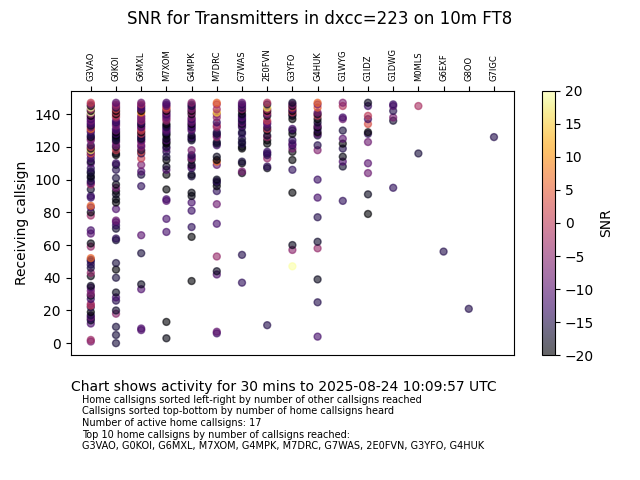 SNR for Transmitters in dxcc=223 on 10m FT8
G3VAO G0KOI G6MXL M7XOM G4MPK M7DRC G7WAS 2E0FVN G3YFO G4HUK G1WYG G1IDZ G1DWG M0MLS G6EXF G8OO G7IGC
140
120
100
80
60
40
20
0
Receiving callsign
20
15
10
5
0
−5
−10
−15
−20
SNR
Chart shows activity for 30 mins to 2025-08-24 10:09:57 UTC
Home callsigns sorted left-right by number of other callsigns reached
Callsigns sorted top-bottom by number of home callsigns heard
Number of active home callsigns: 17
Top 10 home callsigns by number of callsigns reached:
G3VAO, G0KOI, G6MXL, M7XOM, G4MPK, M7DRC, G7WAS, 2E0FVN, G3YFO, G4HUK